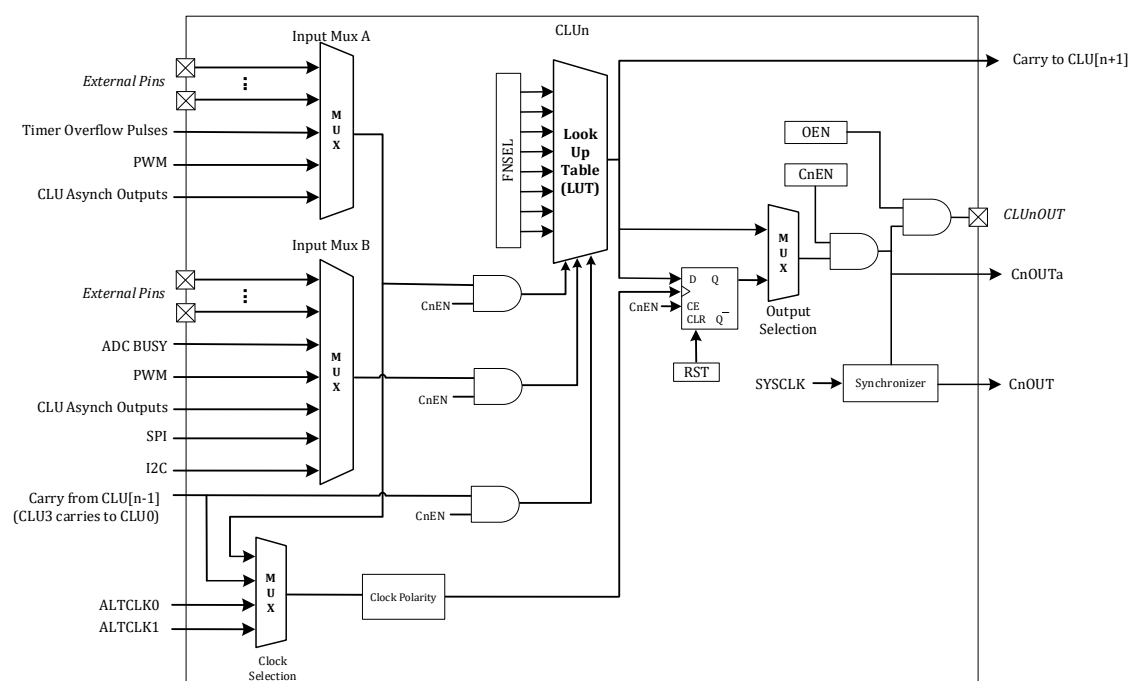 CLUn
Input Mux A
External Pins
...
Timer Overflow Pulses
PWM
CLU Asynch Outputs
M
U
X
Input Mux B
External Pins
...
ADC BUSY
PWM
CLU Asynch Outputs
SPI
I2C
M
U
X
Carry from CLU[n-1]
(CLU3 carries to CLU0)
ALTCLK0
ALTCLK1
M
U
X
Clock
Selection
Clock Polarity
CnEN
CnEN
CnEN
FNSEL
Look
Up
Table
(LUT)
D Q
CE
CLR Q̅
CnEN
RST
M
U
X
Output
Selection
OEN
CnEN
SYSCLK
Synchronizer
Carry to CLU[n+1]
CLUnOUT
CnOUTa
CnOUT